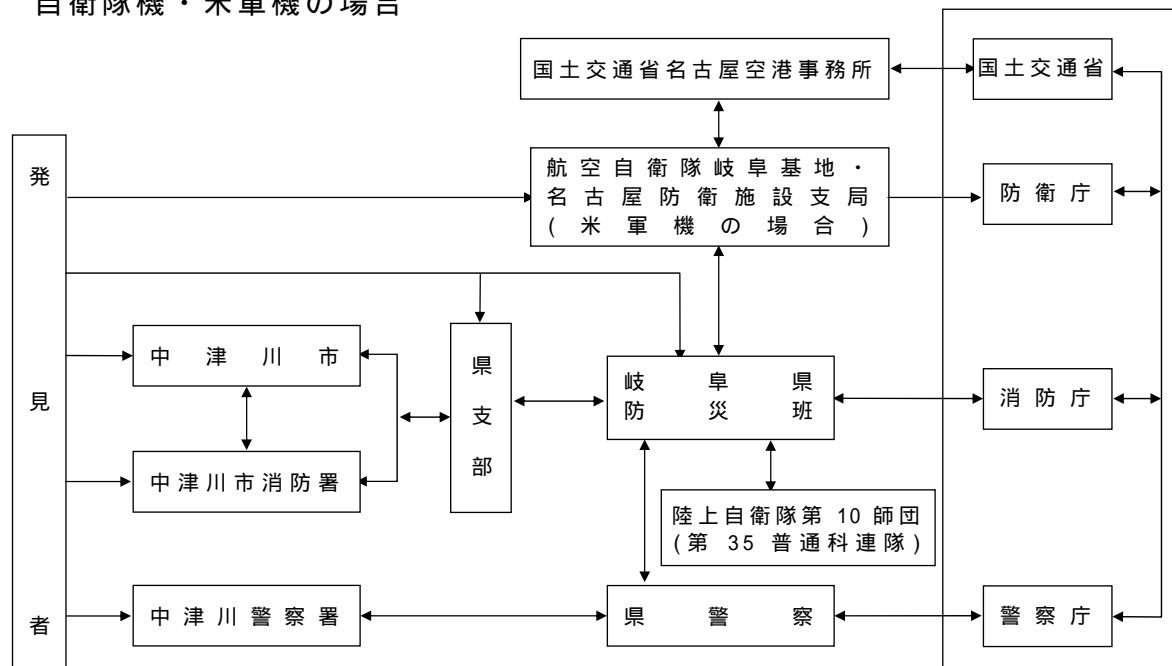 自衛隊機・米軍機の場合
国土交通省名古屋空港事務所
国土交通省
発見者
航空自衛隊岐阜基地・
名古屋防衛施設支局
(米軍機の場合)
防衛庁
中津川市
県支部
岐阜県
防災班
消防庁
中津川市消防署
陸上自衛隊第 10 師団
(第 35 普通科連隊)
中津川警察署
県警察
警察庁